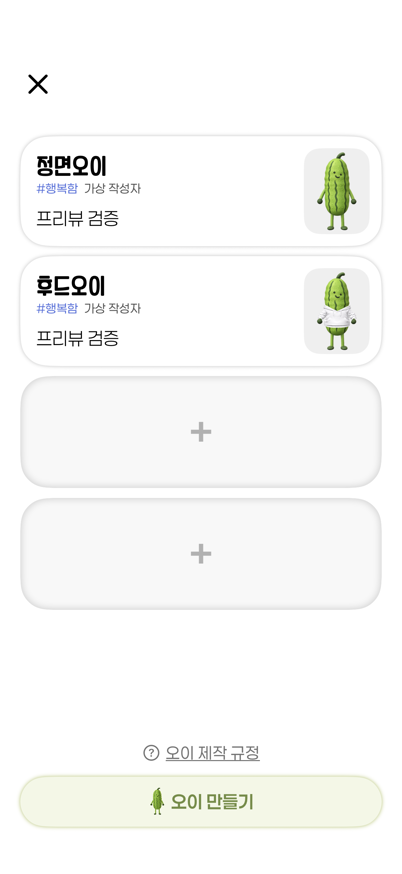 정면오이
#행복함 가상 작성자
프리뷰 검증
후드오이
#행복함 가상 작성자
프리뷰 검증
+
+
? 오이 제작 규정
오이 만들기